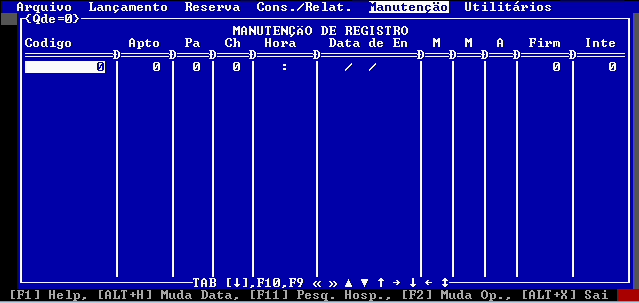 Arquivo Lançamento Reserva Cons./Relat. Manutenção Utilitários
(Qde=0)
MANUTENÇÃO DE REGISTRO
Codigo Apto Pa Ch Hora Data de En M M A Firm Inte
0 0 0 0 : / / 0 0
TAB [↓],F10,F9 « » ▲ ▼ ↑ → ↓ ← ↕
[F1] Help, [ALT+H] Muda Data, [F11] Pesq. Hosp., [F2] Muda Op., [ALT+X] Sai